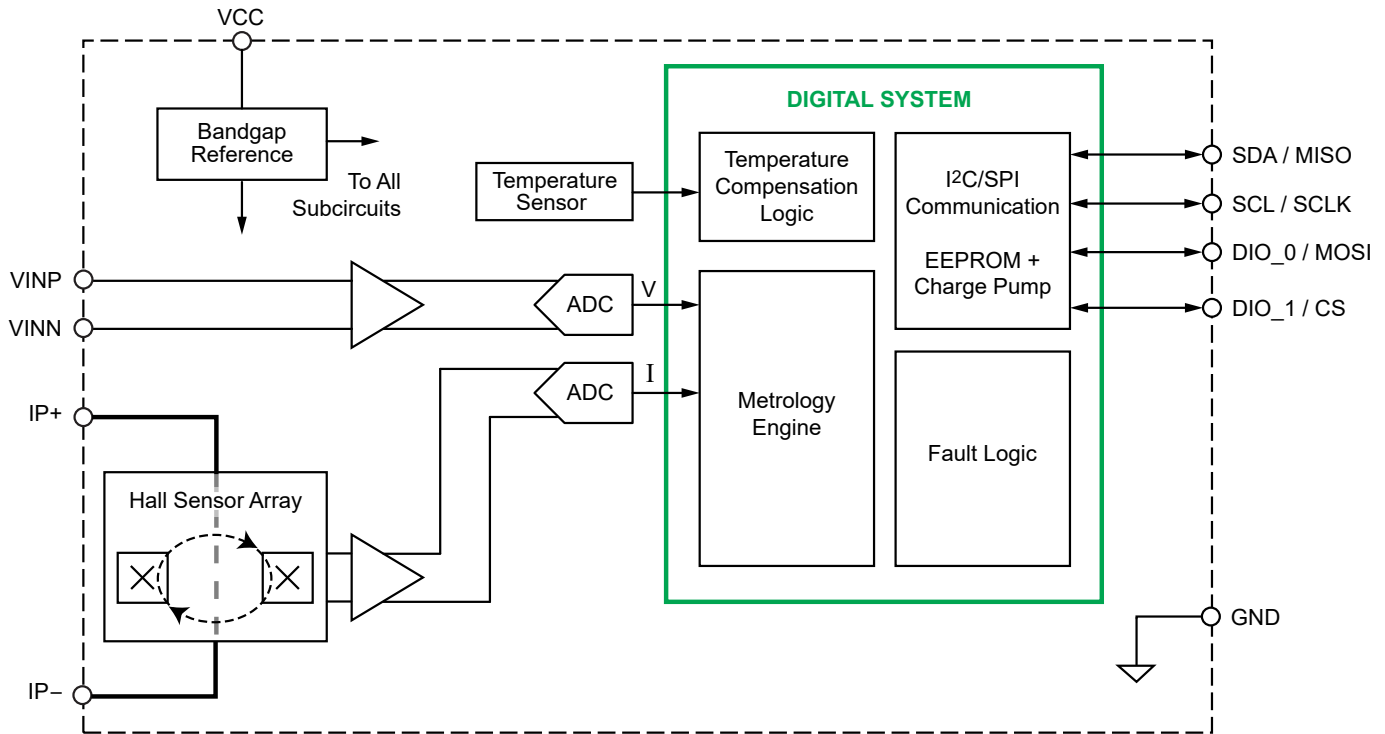 VCC
DIGITAL SYSTEM
Bandgap
Reference
To All
Subcircuits
Temperature
Sensor
Temperature
Compensation
Logic
I²C/SPI
Communication
EEPROM +
Charge Pump
SDA / MISO
SCL / SCLK
DIO_0 / MOSI
DIO_1 / CS
VINP
VINN
ADC
V
ADC
I
Metrology
Engine
Fault Logic
IP+
Hall Sensor Array
IP–
GND